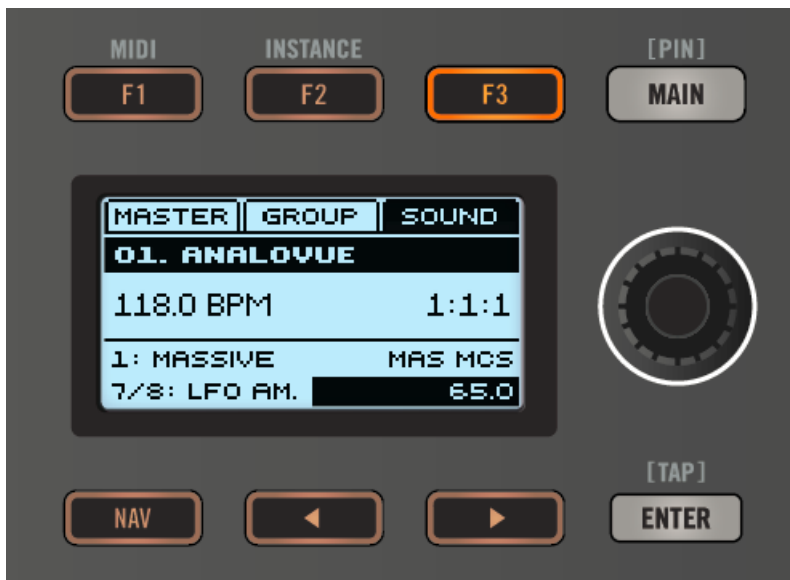 MIDI INSTANCE [PIN]
F1 F2 F3 MAIN
MASTER GROUP SOUND
01. ANALOVUE
118.0 BPM 1:1:1
1: MASSIVE MAS MCS
7/8: LFO AM. 65.0
[TAP]
NAV ENTER